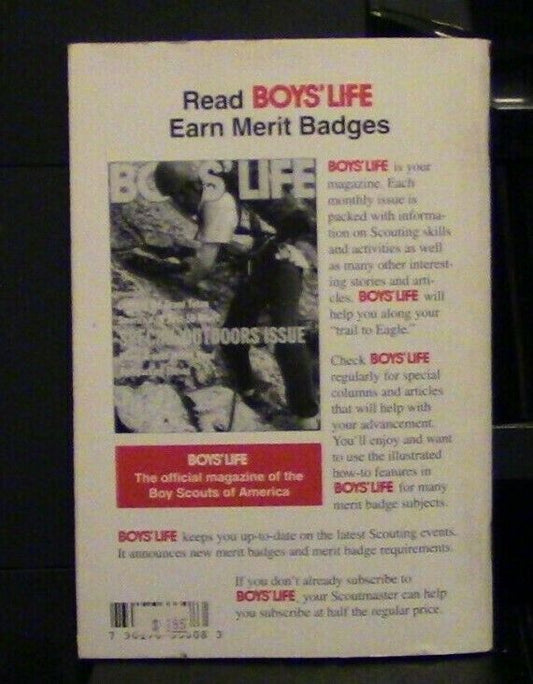 Read BOYS' LIFE
Earn Merit Badges
BOYS' LIFE
OUTDOORS ISSUE
BOYS' LIFE is your
magazine. Each
monthly issue is
packed with informa-
tion on Scouting skills
and activities as well
as many other interest-
ing stories and arti-
cles. BOYS' LIFE will
help you along your
"trail to Eagle."
Check BOYS' LIFE
regularly for special
columns and articles
that will help with
your advancement.
You'll enjoy and want
to use the illustrated
how-to features in
BOYS' LIFE for many
merit badge subjects.
BOYS' LIFE
The official magazine of the
Boy Scouts of America
BOYS' LIFE keeps you up-to-date on the latest Scouting events.
It announces new merit badges and merit badge requirements.
If you don't already subscribe to
BOYS' LIFE, your Scoutmaster can help
you subscribe at half the regular price.